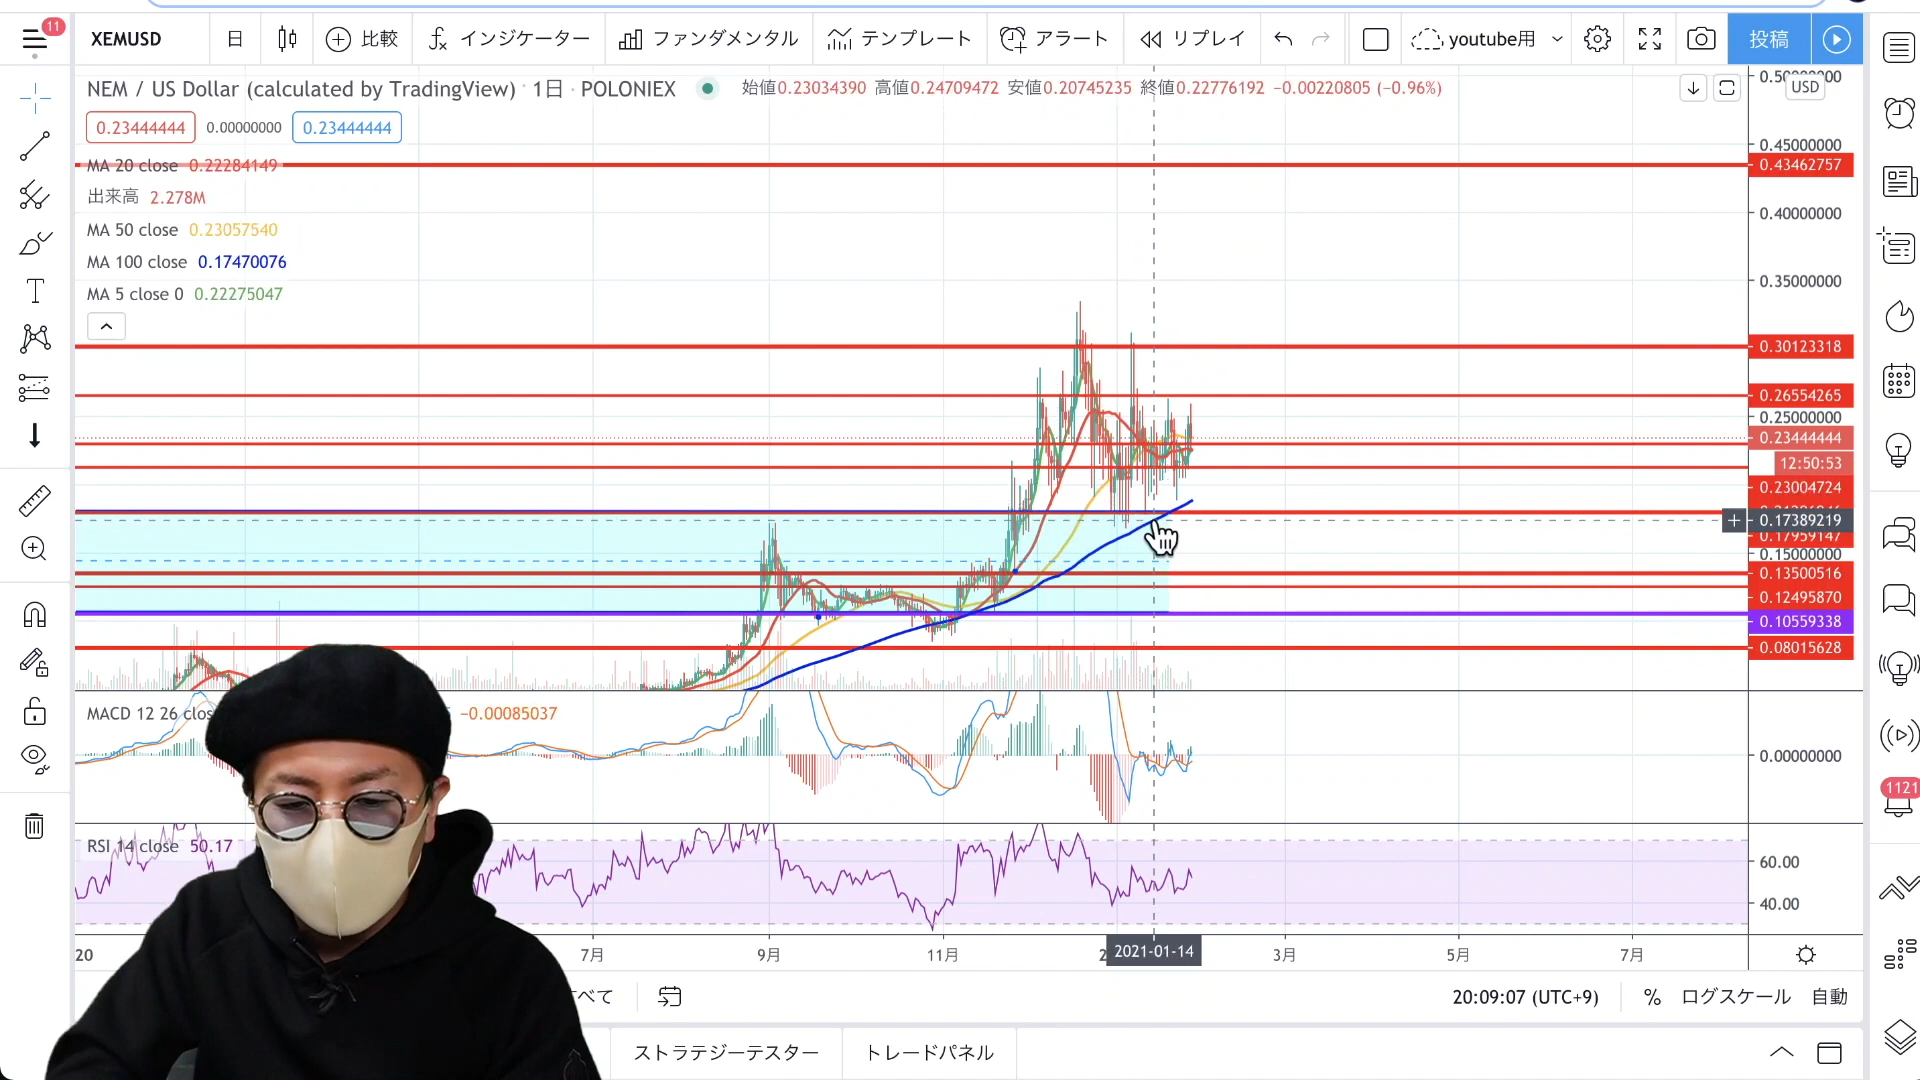 11
XEMUSD 日 比較 インジケーター ファンダメンタル テンプレート アラート リプレイ youtube用 投稿
NEM / US Dollar (calculated by TradingView) · 1日 · POLONIEX 始値0.23034390 高値0.24709472 安値0.20745235 終値0.22776192 −0.00220805 (−0.96%)
USD
0.23444444 0.00000000 0.23444444
MA 20 close 0.22284149
出来高 2.278M
MA 50 close 0.23057540
MA 100 close 0.17470076
MA 5 close 0 0.22275047
0.45000000
0.43462757
0.40000000
0.35000000
0.30123318
0.26554265
0.25000000
0.23444444
12:50:53
0.23004724
0.17389219
0.17959147
0.15000000
0.13500516
0.12495870
0.10559338
0.08015628
MACD 12 26 clos −0.00085037
0.00000000
1121
RSI 14 close 50.17
60.00
40.00
20 7月 9月 11月 2 2021-01-14 3月 5月 7月
べて 20:09:07 (UTC+9) % ログスケール 自動
ストラテジーテスター トレードパネル